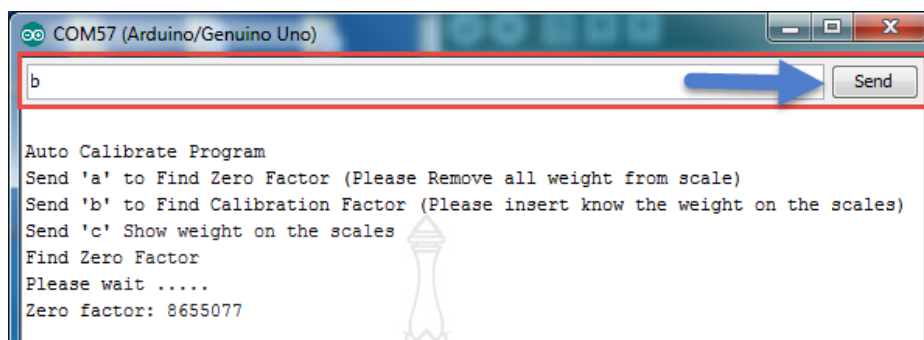 COM57 (Arduino/Genuino Uno)
b
Send
Auto Calibrate Program
Send 'a' to Find Zero Factor (Please Remove all weight from scale)
Send 'b' to Find Calibration Factor (Please insert know the weight on the scales)
Send 'c' Show weight on the scales
Find Zero Factor
Please wait .....
Zero factor: 8655077